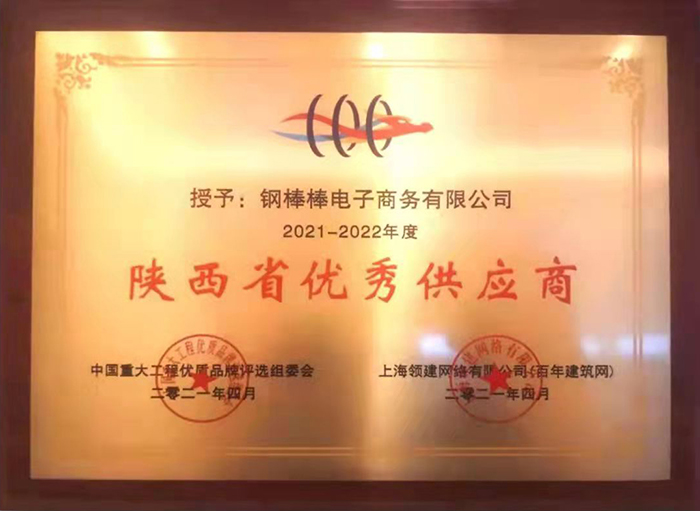 授予：钢棒棒电子商务有限公司
2021-2022年度
陕西省优秀供应商
中国重大工程优质品牌评选组委会
二零二一年四月
上海领建网络有限公司(百年建筑网)
二零二一年四月